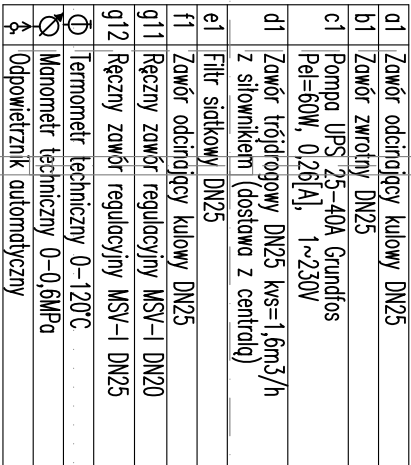 a1 Zawór odcirający kulowy DN25
b1 Zawór zwrotny DN25
c1 Pompa UPS 25-40A Grundfos
Pel=60W, 0,26[A], 1~230V
d1 Zawór trójdrogowy DN25 kvs=1,6m3/h
z siłownikiem (dostawa z centralą)
e1 Filtr siatkowy DN25
f1 Zawór odcirający kulowy DN25
g11 Ręczny zawór regulacyjny MSV-I DN20
g12 Ręczny zawór regulacyjny MSV-I DN25
Termometr techniczny 0-120°C
Manometr techniczny 0-0,6MPa
Odpowietrznik automatyczny